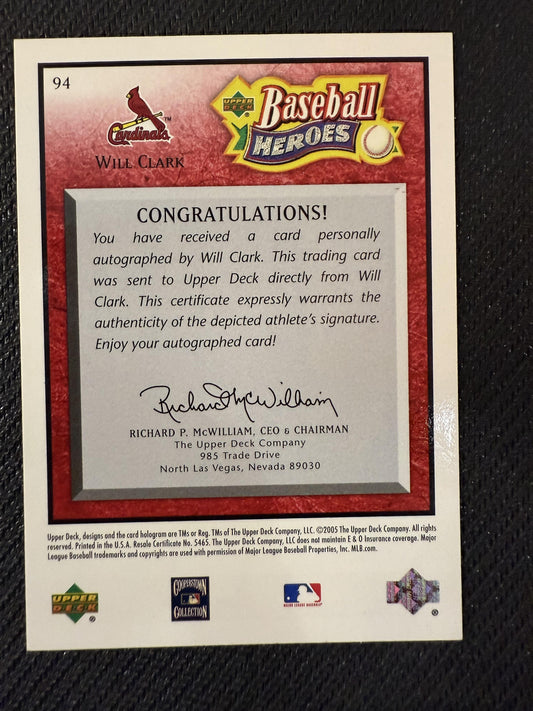 94
UPPER DECK
Baseball
HEROES
Cardinals™
WILL CLARK
CONGRATULATIONS!
You have received a card personally
autographed by Will Clark. This trading card
was sent to Upper Deck directly from Will
Clark. This certificate expressly warrants the
authenticity of the depicted athlete's signature.
Enjoy your autographed card!
Richard McWilliam
RICHARD P. McWILLIAM, CEO & CHAIRMAN
The Upper Deck Company
985 Trade Drive
North Las Vegas, Nevada 89030
Upper Deck, designs and the card hologram are TMs or Reg. TMs of The Upper Deck Company, LLC. ©2005 The Upper Deck Company. All rights
reserved. Printed in the U.S.A. Resale Certificate No. 5465. The Upper Deck Company, LLC does not maintain E & O Insurance coverage. Major
League Baseball trademarks and copyrights are used with permission of Major League Baseball Properties, Inc. MLB.com.
UPPER DECK ®
COOPERSTOWN
COLLECTION
MAJOR LEAGUE BASEBALL
®